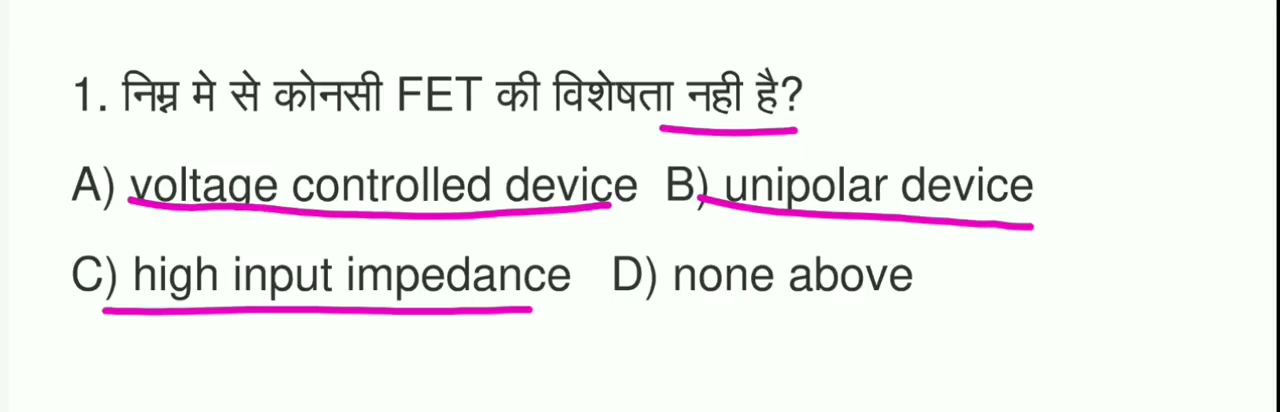 1. निम्न मे से कोनसी FET की विशेषता नही है?
A) voltage controlled device B) unipolar device
C) high input impedance D) none above